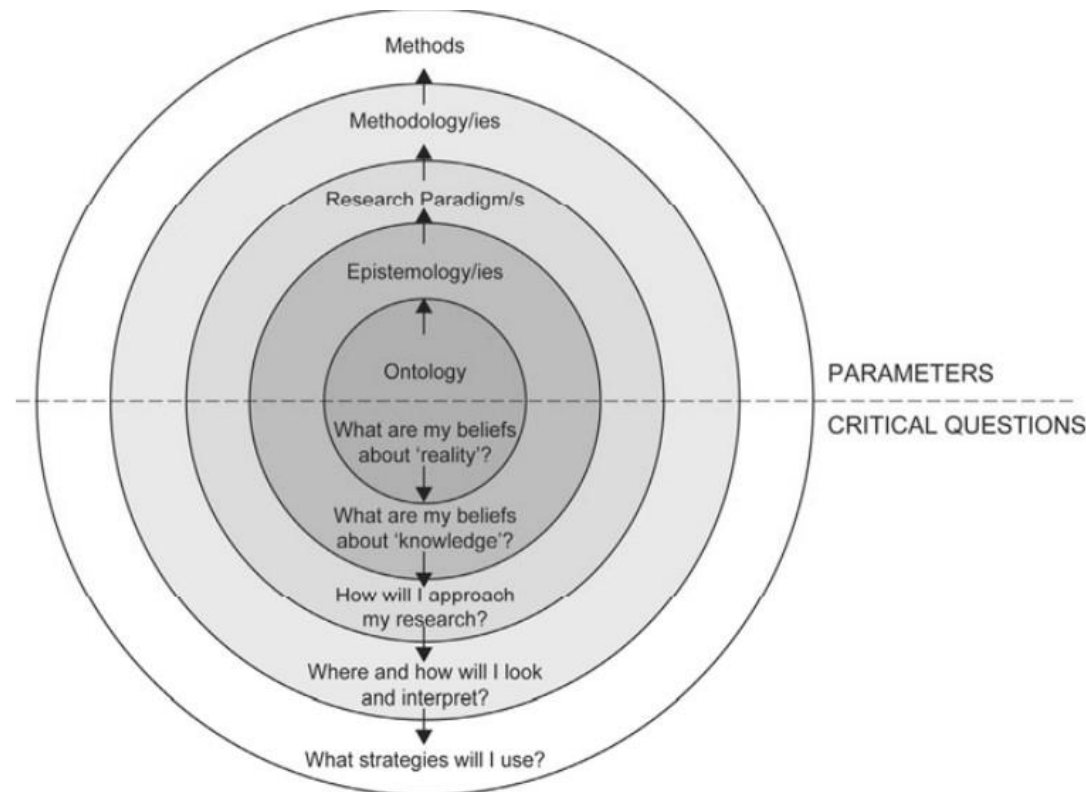 Methods
Methodology/ies
Research Paradigm/s
Epistemology/ies
Ontology
PARAMETERS
CRITICAL QUESTIONS
What are my beliefs
about ‘reality’?
What are my beliefs
about ‘knowledge’?
How will I approach
my research?
Where and how will I look
and interpret?
What strategies will I use?